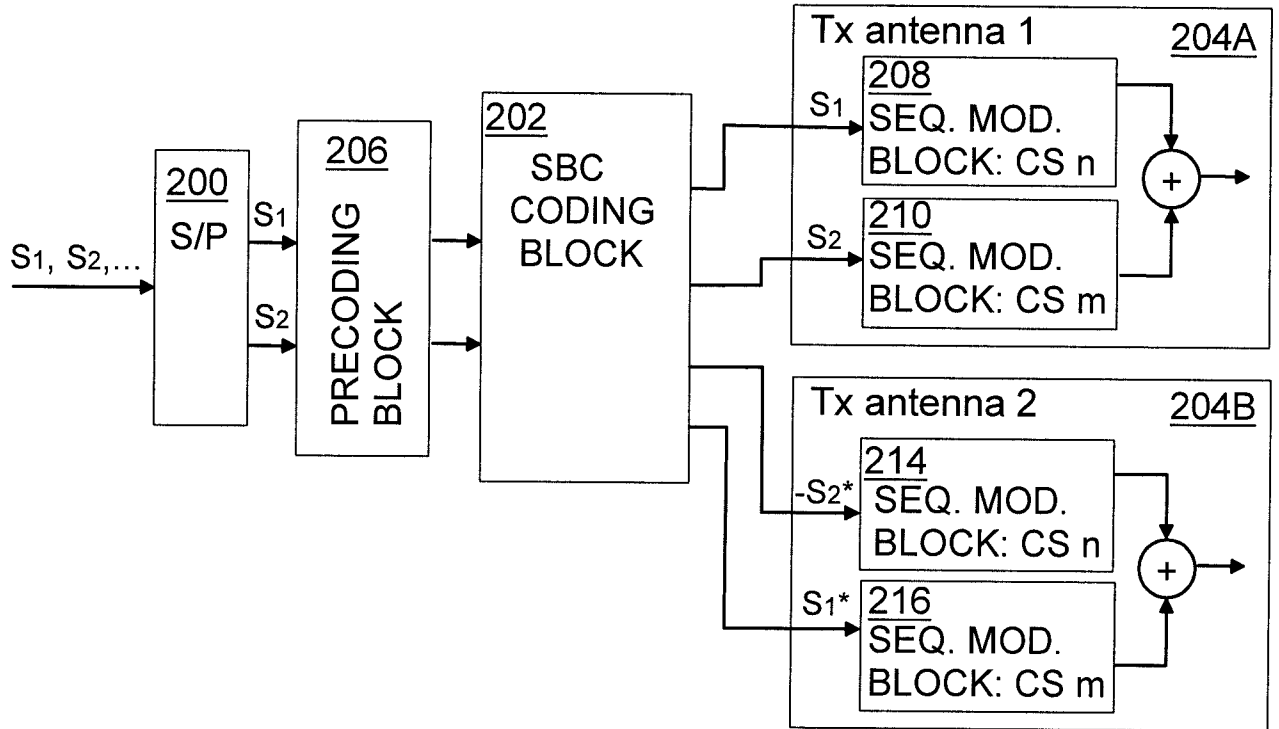 S1, S2,...
200
S/P
S1
S2
206
PRECODING
BLOCK
202
SBC
CODING
BLOCK
Tx antenna 1
204A
S1
208
SEQ. MOD.
BLOCK: CS n
S2
210
SEQ. MOD.
BLOCK: CS m
+
Tx antenna 2
204B
-S2*
214
SEQ. MOD.
BLOCK: CS n
S1*
216
SEQ. MOD.
BLOCK: CS m
+